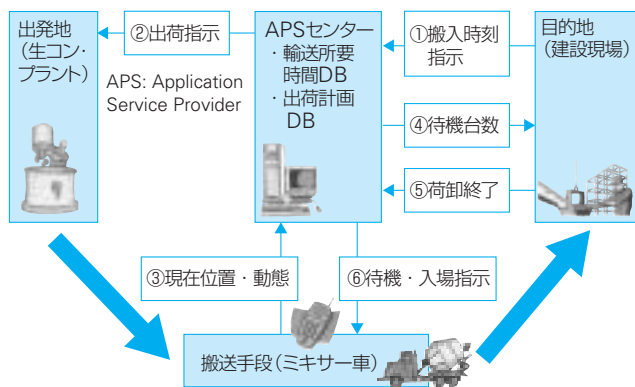 出発地
(生コン・
プラント)
②出荷指示
APS: Application
Service Provider
APSセンター
・輸送所要
時間DB
・出荷計画
DB
①搬入時刻
指示
④待機台数
⑤荷卸終了
目的地
(建設現場)
③現在位置・動態
⑥待機・入場指示
搬送手段(ミキサー車)